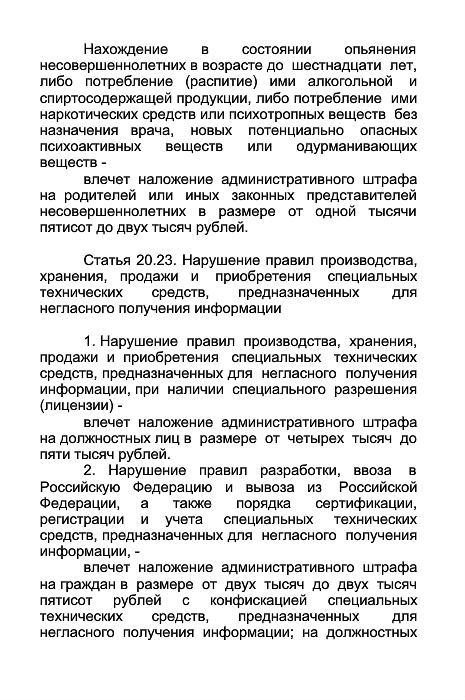 Нахождение в состоянии опьянения
несовершеннолетних в возрасте до шестнадцати лет,
либо потребление (распитие) ими алкогольной и
спиртосодержащей продукции, либо потребление ими
наркотических средств или психотропных веществ без
назначения врача, новых потенциально опасных
психоактивных веществ или одурманивающих
веществ -
влечет наложение административного штрафа
на родителей или иных законных представителей
несовершеннолетних в размере от одной тысячи
пятисот до двух тысяч рублей.
Статья 20.23. Нарушение правил производства,
хранения, продажи и приобретения специальных
технических средств, предназначенных для
негласного получения информации
1. Нарушение правил производства, хранения,
продажи и приобретения специальных технических
средств, предназначенных для негласного получения
информации, при наличии специального разрешения
(лицензии) -
влечет наложение административного штрафа
на должностных лиц в размере от четырех тысяч до
пяти тысяч рублей.
2. Нарушение правил разработки, ввоза в
Российскую Федерацию и вывоза из Российской
Федерации, а также порядка сертификации,
регистрации и учета специальных технических
средств, предназначенных для негласного получения
информации, -
влечет наложение административного штрафа
на граждан в размере от двух тысяч до двух тысяч
пятисот рублей с конфискацией специальных
технических средств, предназначенных для
негласного получения информации; на должностных